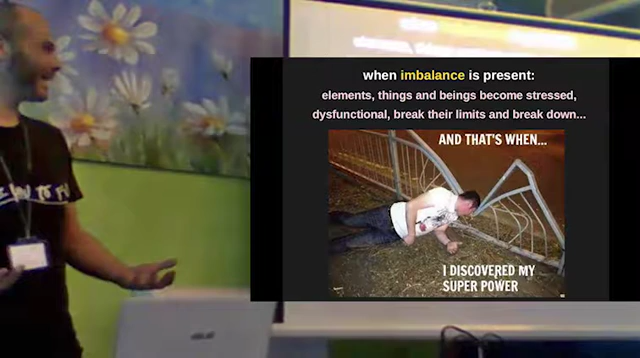 when imbalance is present:
elements, things and beings become stressed,
dysfunctional, break their limits and break down...
AND THAT'S WHEN...
I DISCOVERED MY
SUPER POWER